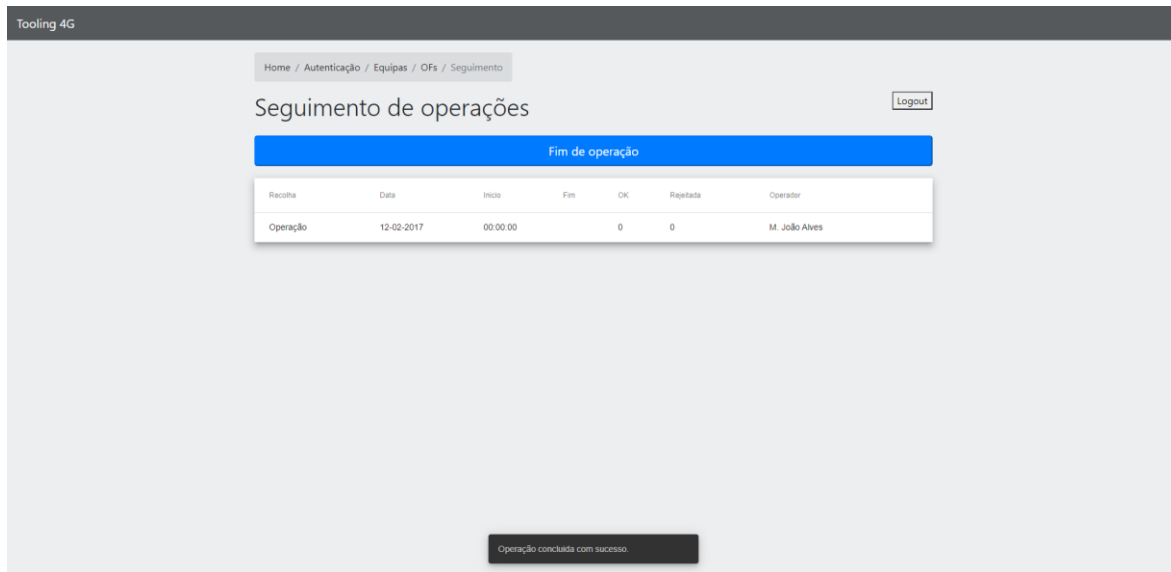 Tooling 4G
Home / Autenticação / Equipas / OFs / Seguimento
Seguimento de operações
Logout
Fim de operação
Recolha Data Inicio Fim OK Rejeitada Operador
Operação 12-02-2017 00:00:00 0 0 M. João Alves
Operação concluida com sucesso.